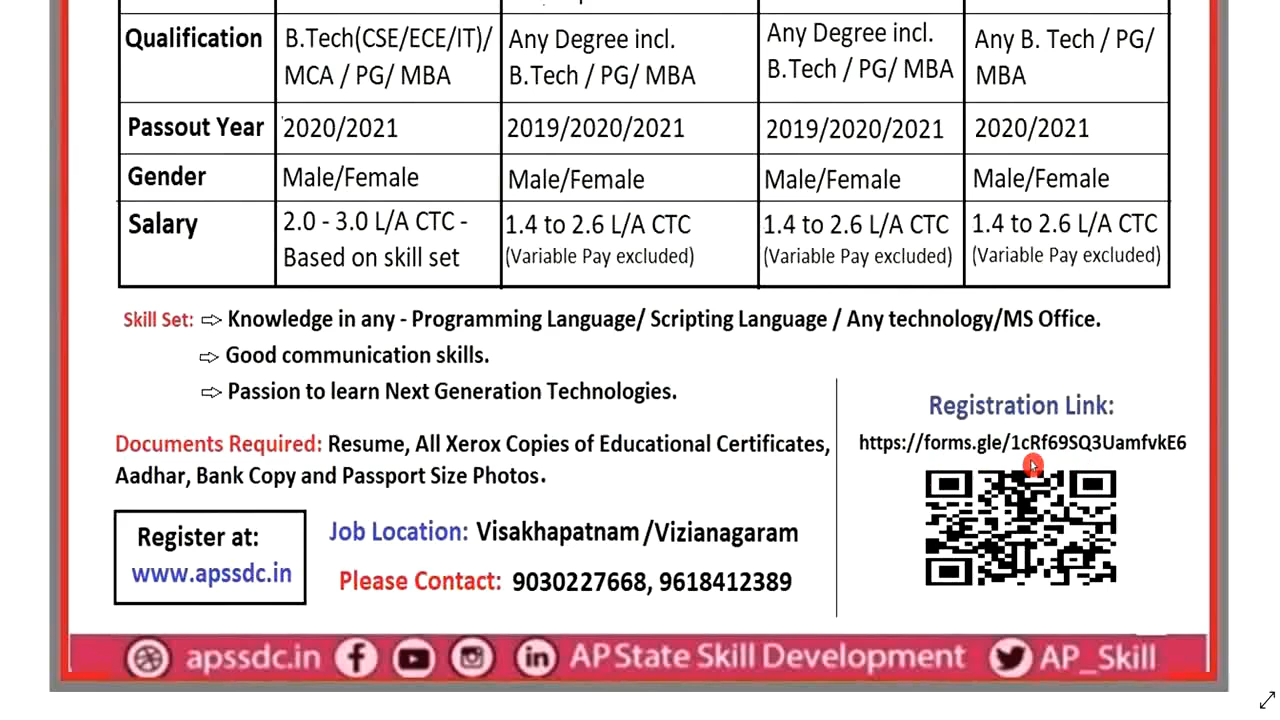 Qualification B.Tech(CSE/ECE/IT)/ MCA / PG/ MBA Any Degree incl. B.Tech / PG/ MBA Any Degree incl. B.Tech / PG/ MBA Any B. Tech / PG/ MBA
Passout Year 2020/2021 2019/2020/2021 2019/2020/2021 2020/2021
Gender Male/Female Male/Female Male/Female Male/Female
Salary 2.0 - 3.0 L/A CTC - Based on skill set 1.4 to 2.6 L/A CTC (Variable Pay excluded) 1.4 to 2.6 L/A CTC (Variable Pay excluded) 1.4 to 2.6 L/A CTC (Variable Pay excluded)
Skill Set: ⇨ Knowledge in any - Programming Language/ Scripting Language / Any technology/MS Office.
⇨ Good communication skills.
⇨ Passion to learn Next Generation Technologies.
Documents Required: Resume, All Xerox Copies of Educational Certificates,
Aadhar, Bank Copy and Passport Size Photos.
Registration Link:
https://forms.gle/1cRf69SQ3UamfvkE6
Register at:
www.apssdc.in
Job Location: Visakhapatnam/Vizianagaram
Please Contact: 9030227668, 9618412389
apssdc.in AP State Skill Development AP_Skill